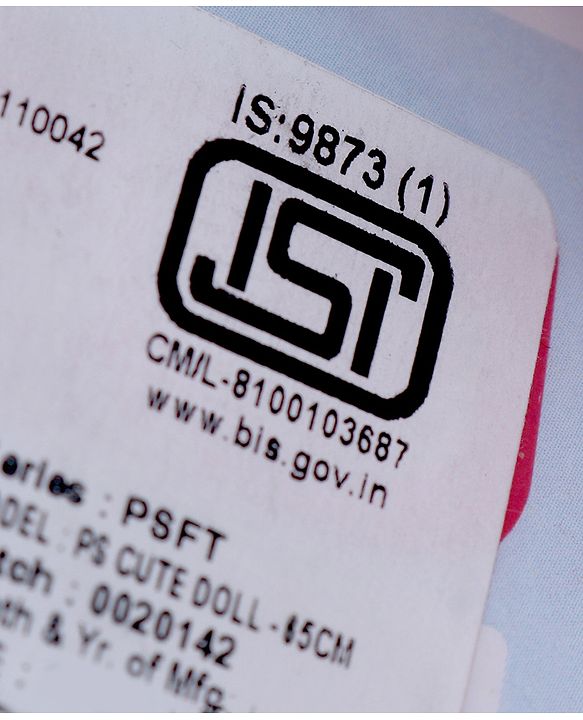 110042
IS:9873 (1)
ISI
CM/L-8100103687
www.bis.gov.in
eries : PSFT
DEL : PS CUTE DOLL - 65CM
tch : 0020142
th & Yr. of Mfg